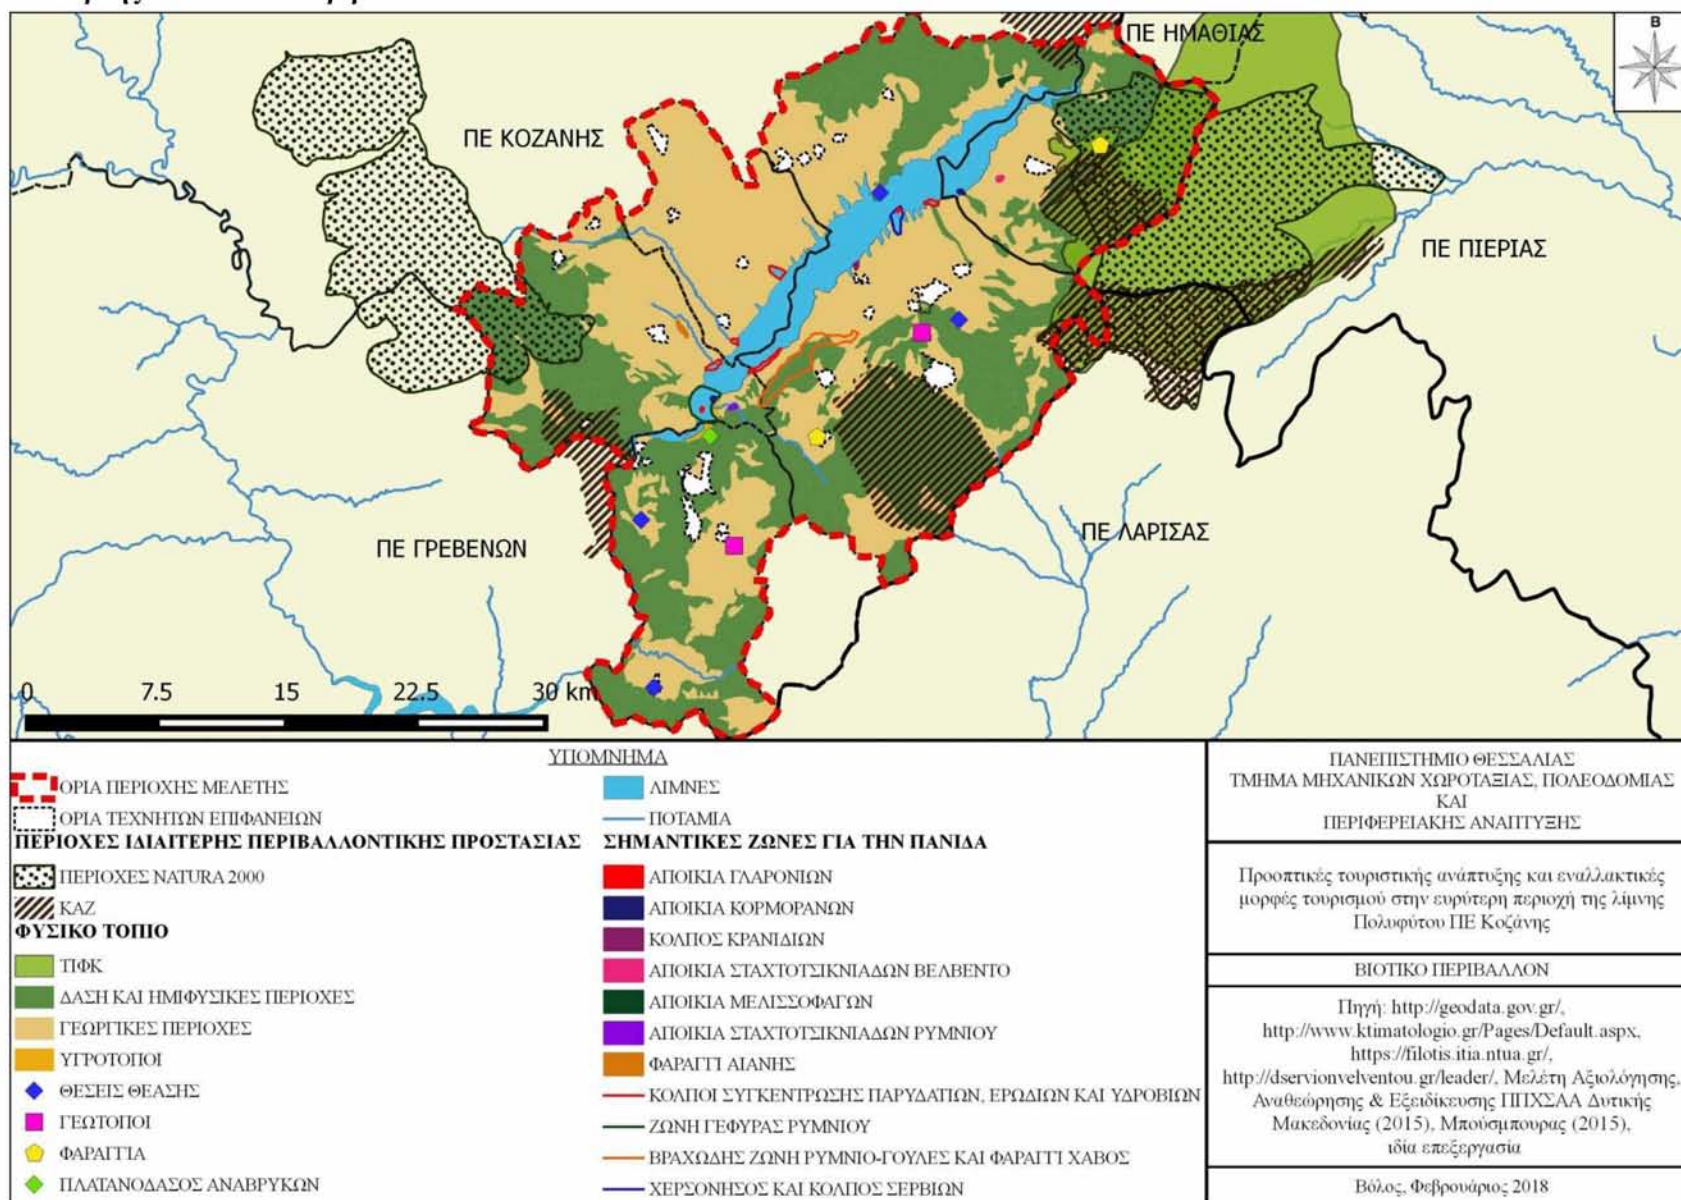 Β
ΠΕ ΗΜΑΘΙΑΣ
ΠΕ ΚΟΖΑΝΗΣ
ΠΕ ΠΙΕΡΙΑΣ
ΠΕ ΓΡΕΒΕΝΩΝ
ΠΕ ΛΑΡΙΣΑΣ
0 7.5 15 22.5 30 km
ΥΠΟΜΝΗΜΑ
ΟΡΙΑ ΠΕΡΙΟΧΗΣ ΜΕΛΕΤΗΣ
ΟΡΙΑ ΤΕΧΝΗΤΩΝ ΕΠΙΦΑΝΕΙΩΝ
ΠΕΡΙΟΧΕΣ ΙΔΙΑΙΤΕΡΗΣ ΠΕΡΙΒΑΛΛΟΝΤΙΚΗΣ ΠΡΟΣΤΑΣΙΑΣ
ΠΕΡΙΟΧΕΣ NATURA 2000
ΚΑΖ
ΦΥΣΙΚΟ ΤΟΠΙΟ
ΤΙΦΚ
ΔΑΣΗ ΚΑΙ ΗΜΙΦΥΣΙΚΕΣ ΠΕΡΙΟΧΕΣ
ΓΕΩΡΓΙΚΕΣ ΠΕΡΙΟΧΕΣ
ΥΓΡΟΤΟΠΟΙ
ΘΕΣΕΙΣ ΘΕΑΣΗΣ
ΓΕΩΤΟΠΟΙ
ΦΑΡΑΓΓΙΑ
ΠΛΑΤΑΝΟΔΑΣΟΣ ΑΝΑΒΡΥΚΩΝ
ΛΙΜΝΕΣ
ΠΟΤΑΜΙΑ
ΣΗΜΑΝΤΙΚΕΣ ΖΩΝΕΣ ΓΙΑ ΤΗΝ ΠΑΝΙΔΑ
ΑΠΟΙΚΙΑ ΓΛΑΡΟΝΙΩΝ
ΑΠΟΙΚΙΑ ΚΟΡΜΟΡΑΝΩΝ
ΚΟΛΠΟΣ ΚΡΑΝΙΔΙΩΝ
ΑΠΟΙΚΙΑ ΣΤΑΧΤΟΤΣΙΚΝΙΑΔΩΝ ΒΕΛΒΕΝΤΟ
ΑΠΟΙΚΙΑ ΜΕΛΙΣΣΟΦΑΓΩΝ
ΑΠΟΙΚΙΑ ΣΤΑΧΤΟΤΣΙΚΝΙΑΔΩΝ ΡΥΜΝΙΟΥ
ΦΑΡΑΓΓΙ ΑΙΑΝΗΣ
ΚΟΛΠΟΙ ΣΥΓΚΕΝΤΡΩΣΗΣ ΠΑΡΥΔΑΤΙΩΝ, ΕΡΩΔΙΩΝ ΚΑΙ ΥΔΡΟΒΙΩΝ
ΖΩΝΗ ΓΕΦΥΡΑΣ ΡΥΜΝΙΟΥ
ΒΡΑΧΩΔΗΣ ΖΩΝΗ ΡΥΜΝΙΟ-ΓΟΥΛΕΣ ΚΑΙ ΦΑΡΑΓΓΙ ΧΑΒΟΣ
ΧΕΡΣΟΝΗΣΟΣ ΚΑΙ ΚΟΛΠΟΣ ΣΕΡΒΙΩΝ
ΠΑΝΕΠΙΣΤΗΜΙΟ ΘΕΣΣΑΛΙΑΣ
ΤΜΗΜΑ ΜΗΧΑΝΙΚΩΝ ΧΩΡΟΤΑΞΙΑΣ, ΠΟΛΕΟΔΟΜΙΑΣ
ΚΑΙ
ΠΕΡΙΦΕΡΕΙΑΚΗΣ ΑΝΑΠΤΥΞΗΣ
Προοπτικές τουριστικής ανάπτυξης και εναλλακτικές
μορφές τουρισμού στην ευρύτερη περιοχή της λίμνης
Πολυφύτου ΠΕ Κοζάνης
ΒΙΟΤΙΚΟ ΠΕΡΙΒΑΛΛΟΝ
Πηγή: http://geodata.gov.gr/,
http://www.ktimatologio.gr/Pages/Default.aspx,
https://filotis.itia.ntua.gr/,
http://dservionvelventou.gr/leader/, Μελέτη Αξιολόγησης,
Αναθεώρησης & Εξειδίκευσης ΠΠΧΣΑΑ Δυτικής
Μακεδονίας (2015), Μπούσμπουρας (2015),
ιδία επεξεργασία
Βόλος, Φεβρουάριος 2018